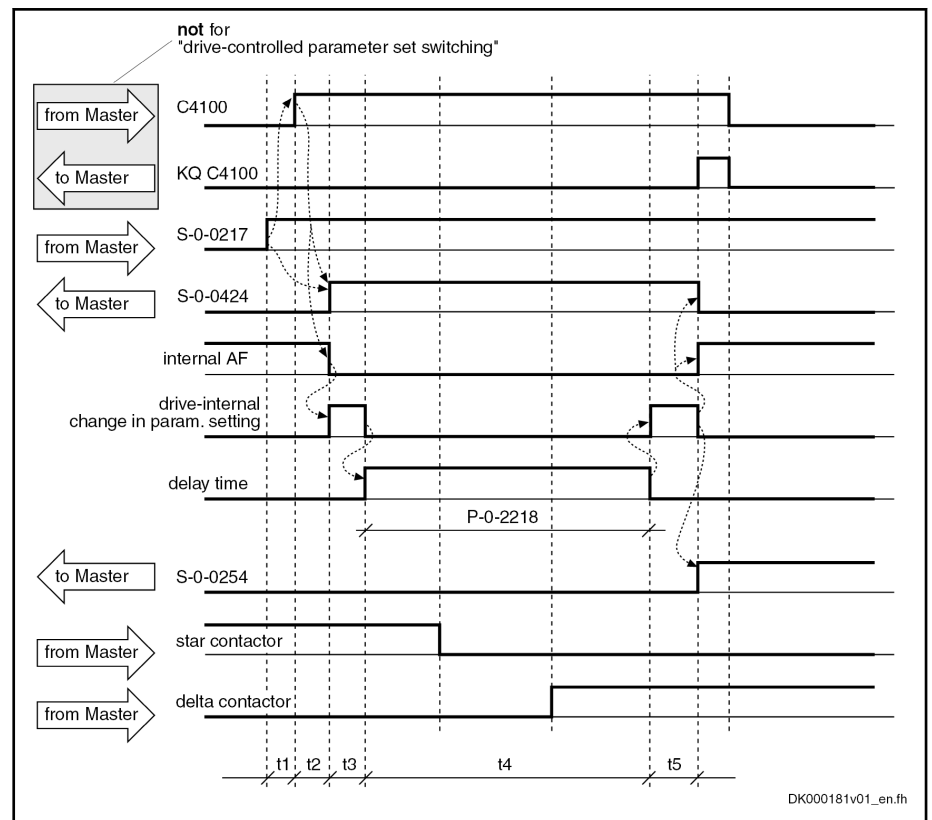 not for
"drive-controlled parameter set switching"
from Master
C4100
to Master
KQ C4100
from Master
S-0-0217
to Master
S-0-0424
internal AF
drive-internal
change in param. setting
delay time
P-0-2218
to Master
S-0-0254
from Master
star contactor
from Master
delta contactor
t1 t2 t3 t4 t5
DK000181v01_en.fh